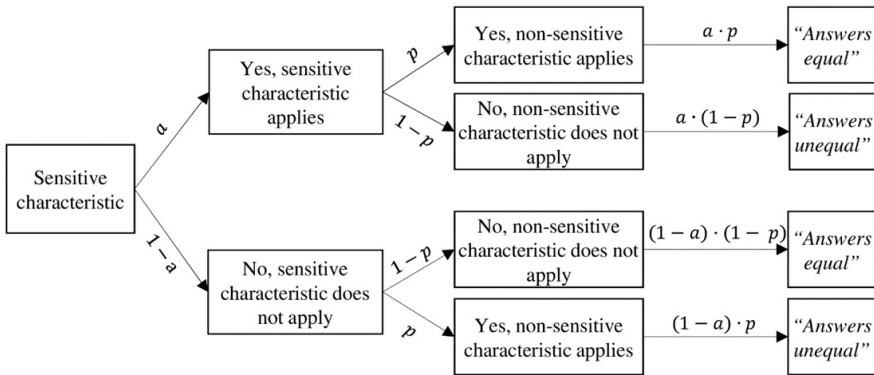 Sensitive
characteristic
a
1 − a
Yes, sensitive
characteristic
applies
p
1 − p
Yes, non-sensitive
characteristic applies
a · p
“Answers
equal”
No, non-sensitive
characteristic does not
apply
a · (1 − p)
“Answers
unequal”
No, sensitive
characteristic does
not apply
1 − p
p
No, non-sensitive
characteristic does not
apply
(1 − a) · (1 − p)
“Answers
equal”
Yes, non-sensitive
characteristic applies
(1 − a) · p
“Answers
unequal”